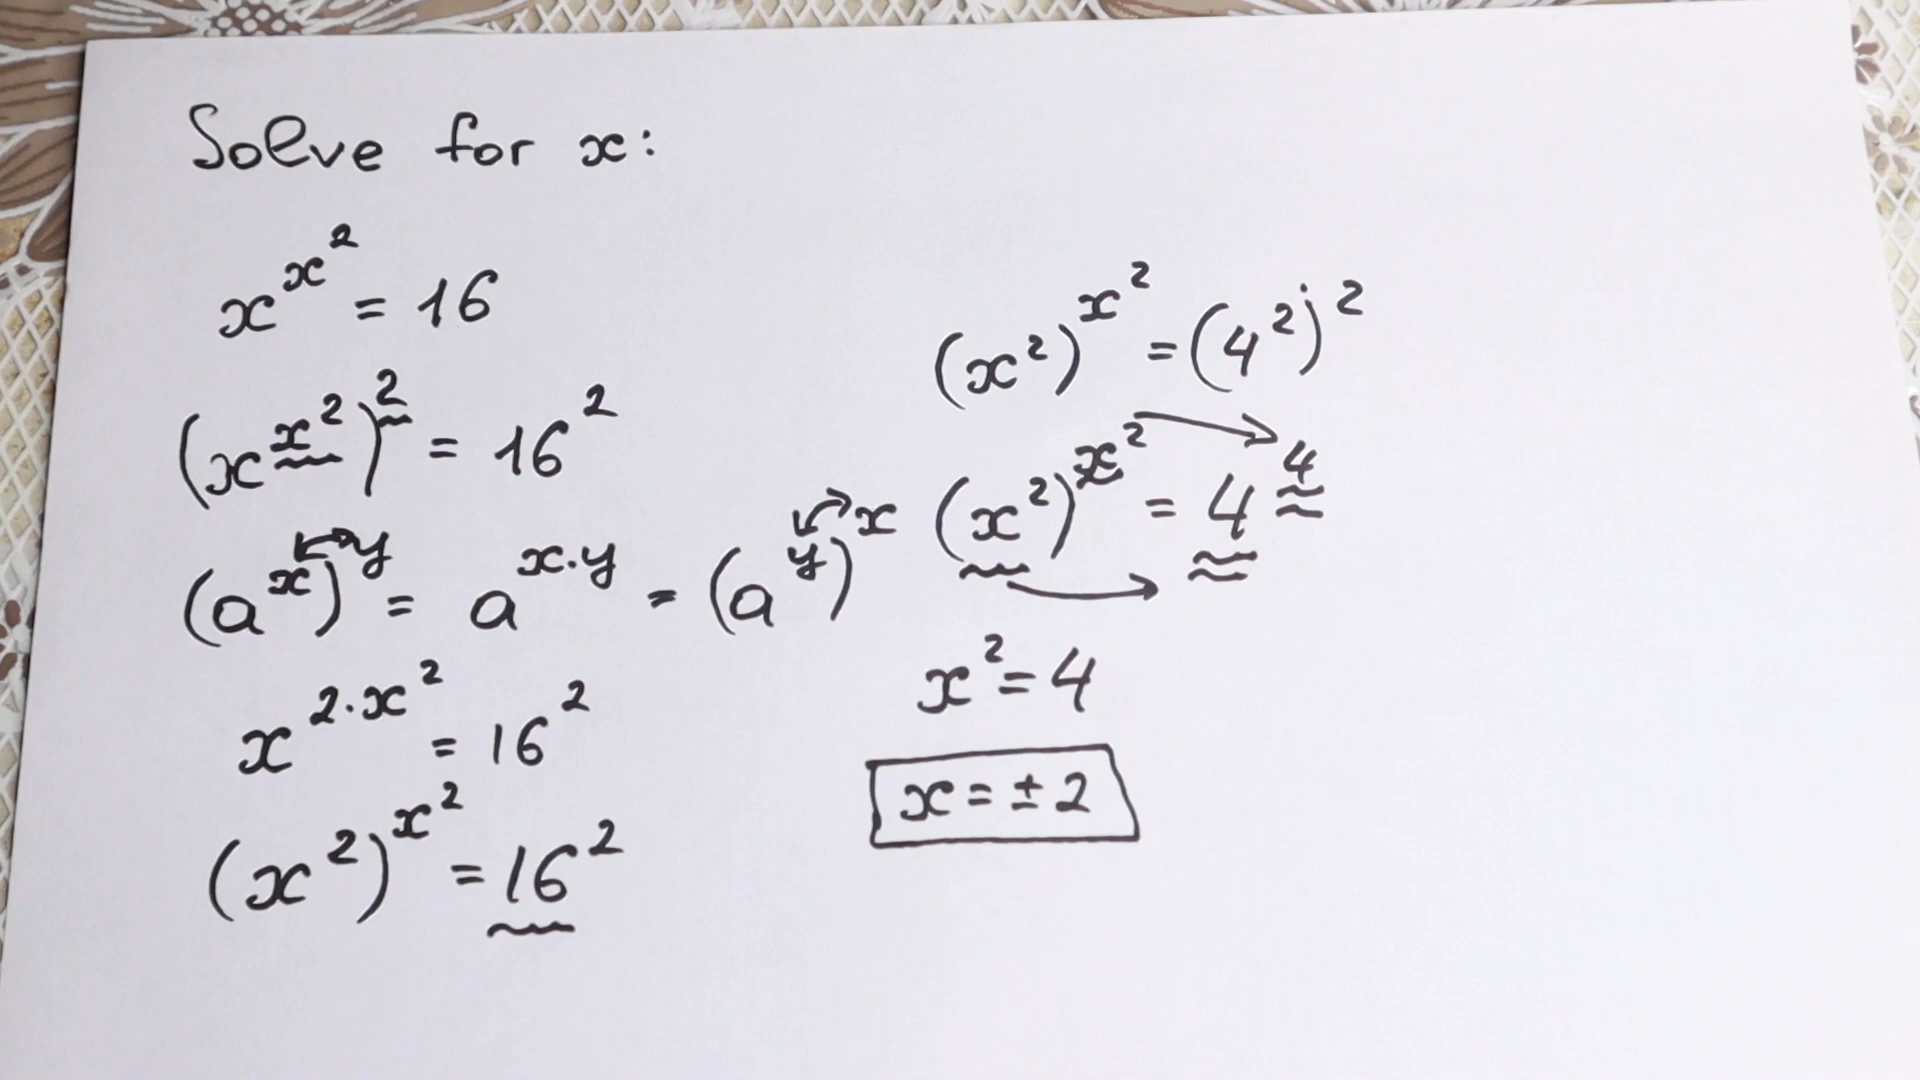 Solve for x:
x^{x^2} = 16
(x^{x^2})^2 = 16^2
(a^x)^y = a^{x·y} = (a^y)^x
x^{2·x^2} = 16^2
(x^2)^{x^2} = 16^2
(x^2)^{x^2} = (4^2)^2
(x^2)^{x^2} = 4^4
x^2 = 4
x = ±2